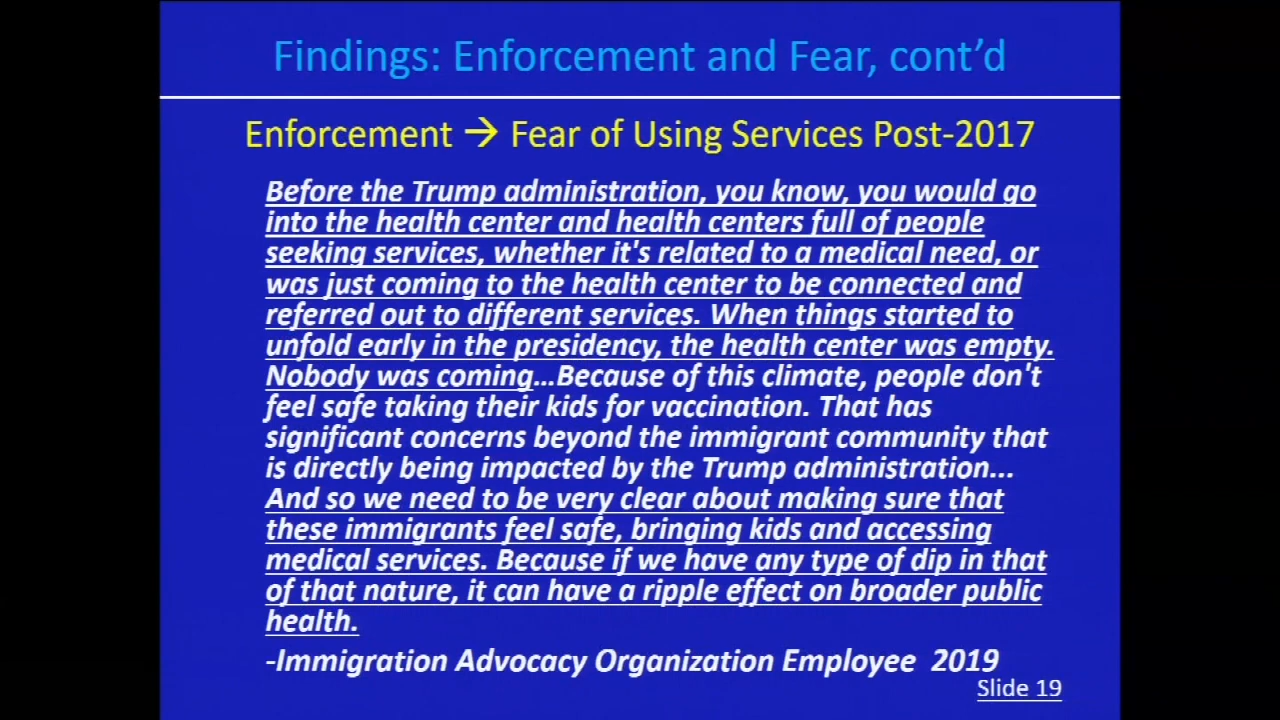 Findings: Enforcement and Fear, cont’d
Enforcement → Fear of Using Services Post-2017
Before the Trump administration, you know, you would go
into the health center and health centers full of people
seeking services, whether it's related to a medical need, or
was just coming to the health center to be connected and
referred out to different services. When things started to
unfold early in the presidency, the health center was empty.
Nobody was coming…Because of this climate, people don't
feel safe taking their kids for vaccination. That has
significant concerns beyond the immigrant community that
is directly being impacted by the Trump administration...
And so we need to be very clear about making sure that
these immigrants feel safe, bringing kids and accessing
medical services. Because if we have any type of dip in that
of that nature, it can have a ripple effect on broader public
health.
-Immigration Advocacy Organization Employee 2019
Slide 19